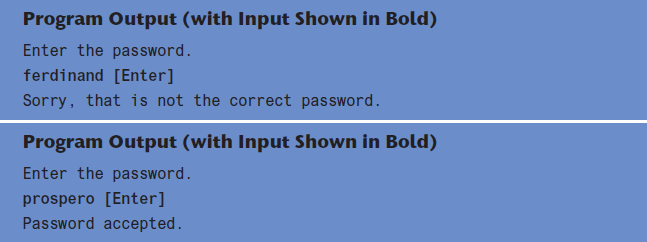 Program Output (with Input Shown in Bold)
Enter the password.
ferdinand [Enter]
Sorry, that is not the correct password.
Program Output (with Input Shown in Bold)
Enter the password.
prospero [Enter]
Password accepted.